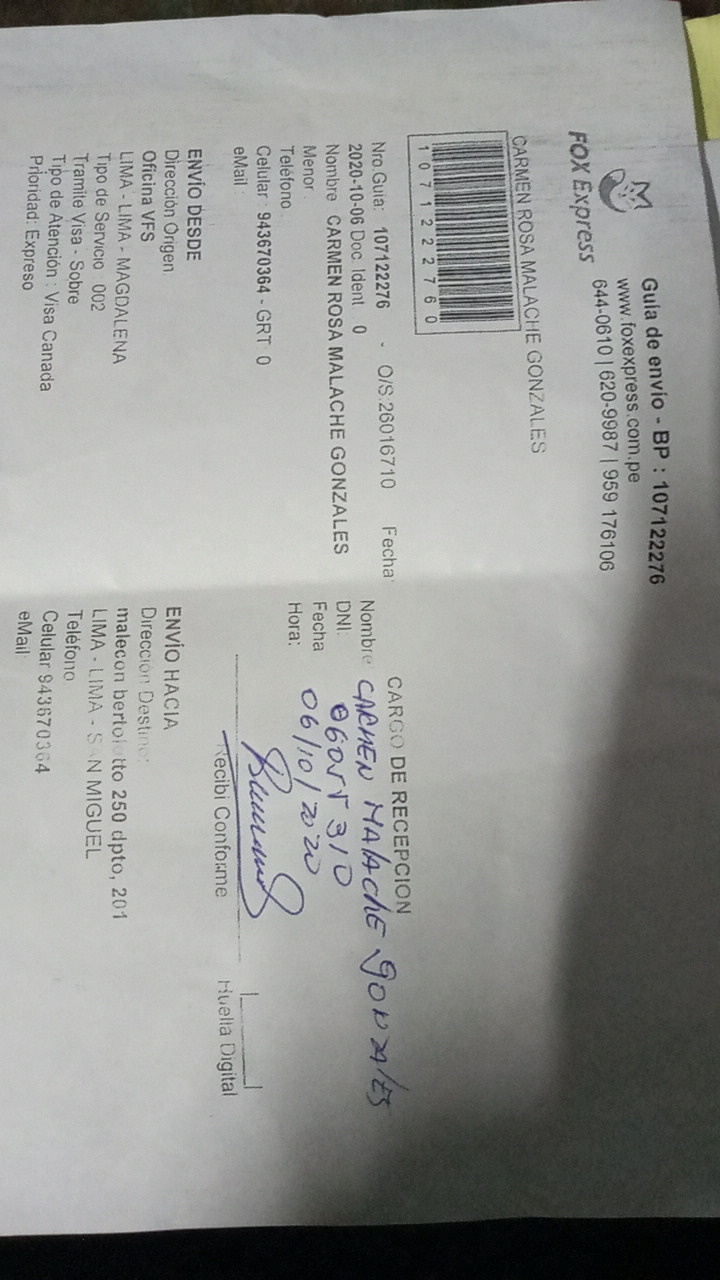 FOX Express
Guía de envio - BP : 107122276
www.foxexpress.com.pe
644-0610 | 620-9987 | 959 176106
CARMEN ROSA MALACHE GONZALES
1 0 7 1 2 2 2 7 6 0
Nro.Guia: 107122276 - O/S:26016710 Fecha:
2020-10-06 Doc. Ident : 0
Nombre CARMEN ROSA MALACHE GONZALES
Menor :
Teléfono
Celular : 943670364 - GRT: 0
eMail :
ENVÍO DESDE
Dirección Origen
Oficina VFS
LIMA - LIMA - MAGDALENA
Tipo de Servicio : 002
Tramite Visa - Sobre
Tipo de Atención : Visa Canada
Prioridad: Expreso
CARGO DE RECEPCION
Nombre: CARMEN MALACHE GONZALES
DNI:
Fecha 06/10/2020
Hora:
Recibi Conforme
Huella Digital
ENVÍO HACIA
Dirección Destino:
malecon bertolotto 250 dpto, 201
LIMA - LIMA - SAN MIGUEL
Teléfono
Celular 943670364
eMail: